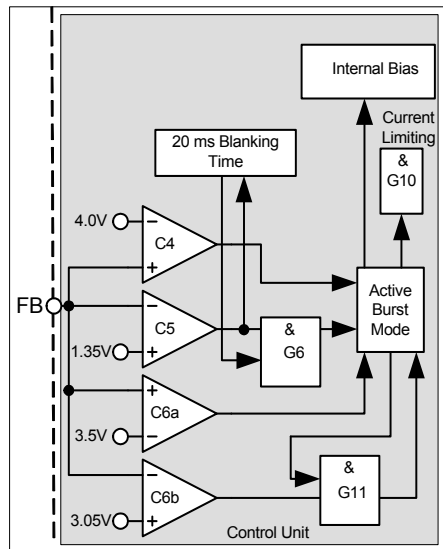 Internal Bias
Current
Limiting
20 ms Blanking
Time
&
G10
4.0V
−
C4
+
FB
−
C5
+
1.35V
&
G6
Active
Burst
Mode
+
C6a
−
3.5V
−
C6b
+
3.05V
&
G11
Control Unit